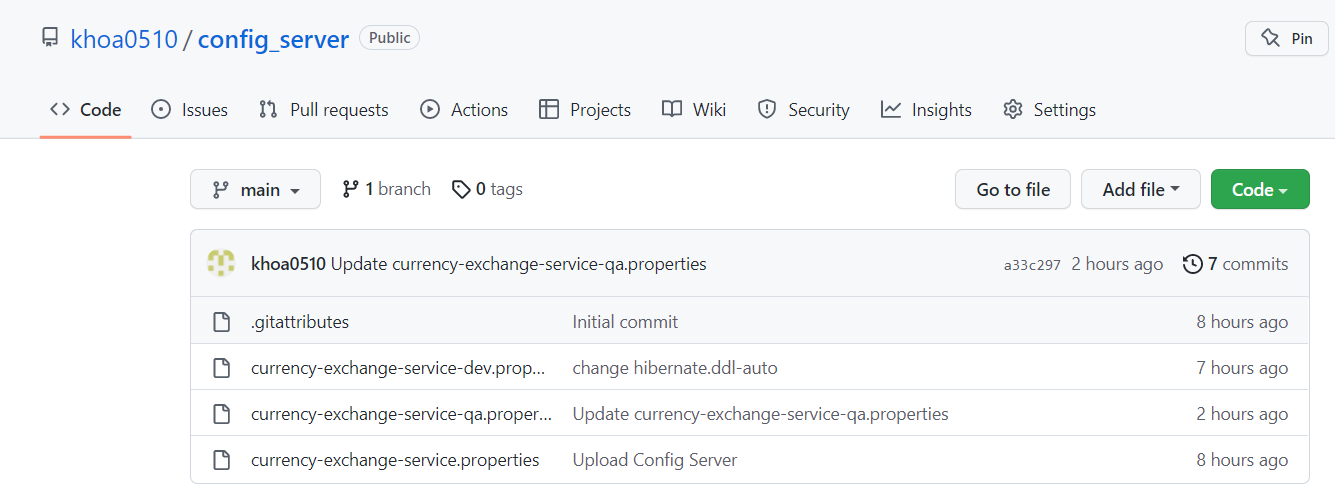 khoa0510 / config_server Public Pin
Code Issues Pull requests Actions Projects Wiki Security Insights Settings
main 1 branch 0 tags Go to file Add file Code
khoa0510 Update currency-exchange-service-qa.properties a33c297 2 hours ago 7 commits
.gitattributes Initial commit 8 hours ago
currency-exchange-service-dev.prop... change hibernate.ddl-auto 7 hours ago
currency-exchange-service-qa.proper... Update currency-exchange-service-qa.properties 2 hours ago
currency-exchange-service.properties Upload Config Server 8 hours ago